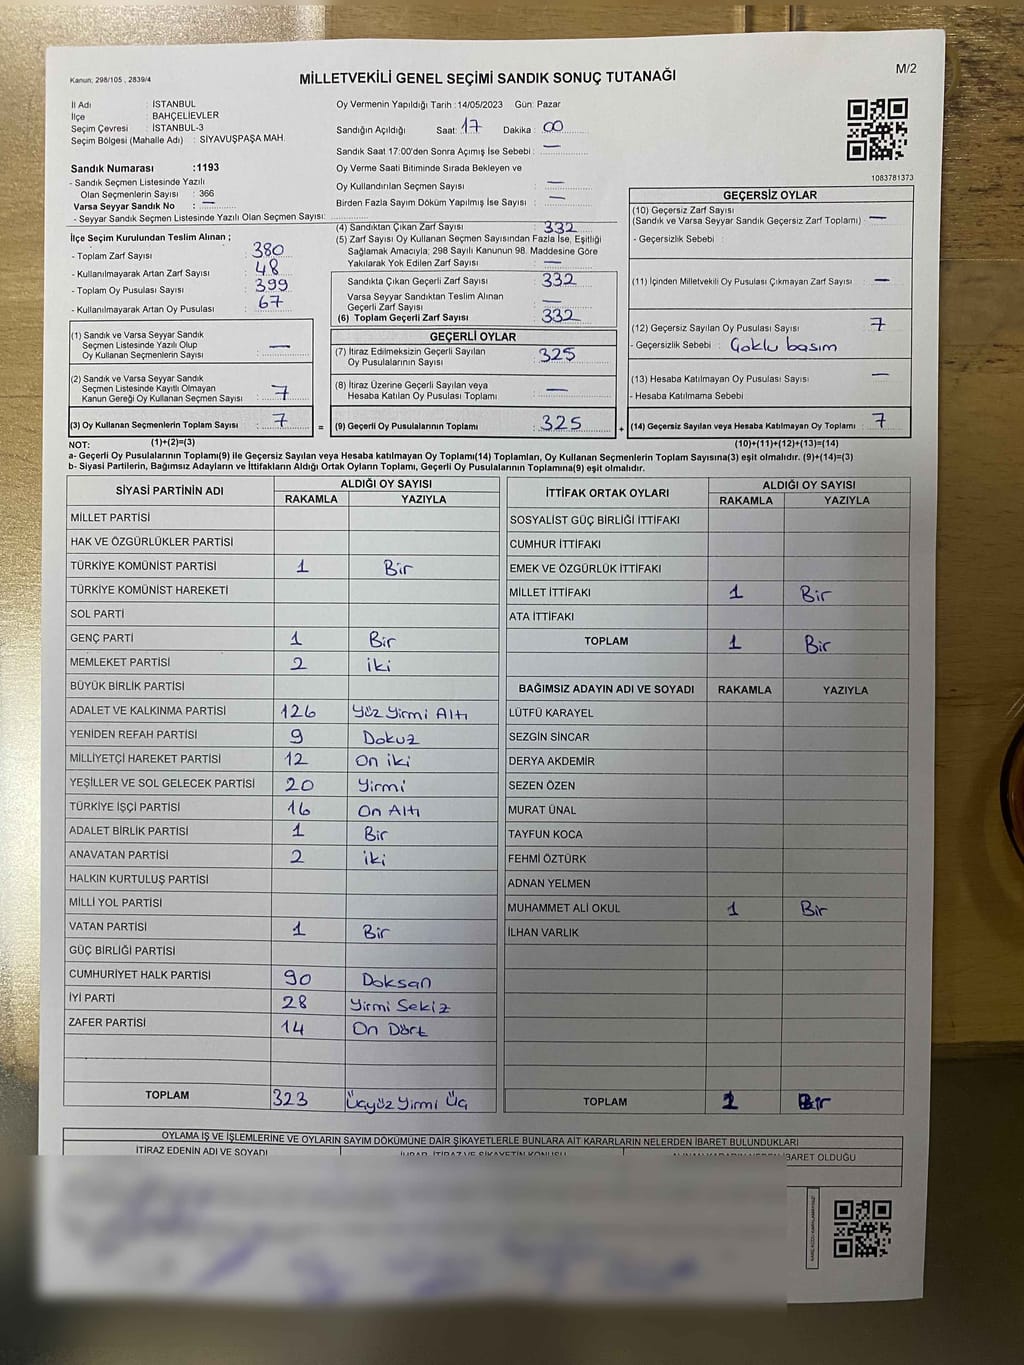 Kanun; 298/105 , 2839/4
MİLLETVEKİLİ GENEL SEÇİMİ SANDIK SONUÇ TUTANAĞI
M/2
İl Adı : İSTANBUL
İlçe : BAHÇELİEVLER
Seçim Çevresi : İSTANBUL-3
Seçim Bölgesi (Mahalle Adı) : SİYAVUŞPAŞA MAH.
Sandık Numarası :1193
- Sandık Seçmen Listesinde Yazılı
Olan Seçmenlerin Sayısı : 366
Varsa Seyyar Sandık No : —
- Seyyar Sandık Seçmen Listesinde Yazılı Olan Seçmen Sayısı:
İlçe Seçim Kurulundan Teslim Alınan ;
- Toplam Zarf Sayısı : 380
- Kullanılmayarak Artan Zarf Sayısı : 48
- Toplam Oy Pusulası Sayısı : 399
- Kullanılmayarak Artan Oy Pusulası : 67
Oy Vermenin Yapıldığı Tarih :14/05/2023 Gün: Pazar
Sandığın Açıldığı Saat: 17 Dakika : 00
Sandık Saat 17:00'den Sonra Açımış İse Sebebi : —
Oy Verme Saati Bitiminde Sırada Bekleyen ve
Oy Kullandırılan Seçmen Sayısı : —
Birden Fazla Sayım Döküm Yapılmış İse Sayısı : —
(4) Sandıktan Çıkan Zarf Sayısı : 332
(5) Zarf Sayısı Oy Kullanan Seçmen Sayısından Fazla İse, Eşitliği
Sağlamak Amacıyla; 298 Sayılı Kanunun 98. Maddesine Göre
Yakılarak Yok Edilen Zarf Sayısı : —
Sandıkta Çıkan Geçerli Zarf Sayısı : 332
Varsa Seyyar Sandıktan Teslim Alınan
Geçerli Zarf Sayısı : —
(6) Toplam Geçerli Zarf Sayısı : 332
1083781373
GEÇERSİZ OYLAR
(10) Geçersiz Zarf Sayısı
(Sandık ve Varsa Seyyar Sandık Geçersiz Zarf Toplamı) : —
- Geçersizlik Sebebi :
(11) İçinden Milletvekili Oy Pusulası Çıkmayan Zarf Sayısı : —
(12) Geçersiz Sayılan Oy Pusulası Sayısı : 7
- Geçersizlik Sebebi : Çoklu basım
(13) Hesaba Katılmayan Oy Pusulası Sayısı : —
- Hesaba Katılmama Sebebi
(14) Geçersiz Sayılan veya Hesaba Katılmayan Oy Toplamı : 7
(10)+(11)+(12)+(13)=(14)
(1) Sandık ve Varsa Seyyar Sandık
Seçmen Listesinde Yazılı Olup
Oy Kullanan Seçmenlerin Sayısı : —
(2) Sandık ve Varsa Seyyar Sandık
Seçmen Listesinde Kayıtlı Olmayan
Kanun Gereği Oy Kullanan Seçmen Sayısı : 7
(3) Oy Kullanan Seçmenlerin Toplam Sayısı : 7 =
(1)+(2)=(3)
GEÇERLİ OYLAR
(7) İtiraz Edilmeksizin Geçerli Sayılan
Oy Pusulalarının Sayısı : 325
(8) İtiraz Üzerine Geçerli Sayılan veya
Hesaba Katılan Oy Pusulası Toplamı : —
(9) Geçerli Oy Pusulalarının Toplamı : 325 +
NOT:
a- Geçerli Oy Pusulalarının Toplamı(9) ile Geçersiz Sayılan veya Hesaba katılmayan Oy Toplamı(14) Toplamları, Oy Kullanan Seçmenlerin Toplam Sayısına(3) eşit olmalıdır. (9)+(14)=(3)
b- Siyasi Partilerin, Bağımsız Adayların ve İttifakların Aldığı Ortak Oyların Toplamı, Geçerli Oy Pusulalarının Toplamına(9) eşit olmalıdır.
SİYASİ PARTİNİN ADI ALDIĞI OY SAYISI
RAKAMLA YAZIYLA
MİLLET PARTİSİ
HAK VE ÖZGÜRLÜKLER PARTİSİ
TÜRKİYE KOMÜNİST PARTİSİ 1 Bir
TÜRKİYE KOMÜNİST HAREKETİ
SOL PARTİ
GENÇ PARTİ 1 Bir
MEMLEKET PARTİSİ 2 iki
BÜYÜK BİRLİK PARTİSİ
ADALET VE KALKINMA PARTİSİ 126 Yüz Yirmi Altı
YENİDEN REFAH PARTİSİ 9 Dokuz
MİLLİYETÇİ HAREKET PARTİSİ 12 On iki
YEŞİLLER VE SOL GELECEK PARTİSİ 20 Yirmi
TÜRKİYE İŞÇİ PARTİSİ 16 On Altı
ADALET BİRLİK PARTİSİ 1 Bir
ANAVATAN PARTİSİ 2 iki
HALKIN KURTULUŞ PARTİSİ
MİLLİ YOL PARTİSİ
VATAN PARTİSİ 1 Bir
GÜÇ BİRLİĞİ PARTİSİ
CUMHURİYET HALK PARTİSİ 90 Doksan
İYİ PARTİ 28 Yirmi Sekiz
ZAFER PARTİSİ 14 On Dört
TOPLAM 323 Üçyüz Yirmi Üç
İTTİFAK ORTAK OYLARI ALDIĞI OY SAYISI
RAKAMLA YAZIYLA
SOSYALİST GÜÇ BİRLİĞİ İTTİFAKI
CUMHUR İTTİFAKI
EMEK VE ÖZGÜRLÜK İTTİFAKI
MİLLET İTTİFAKI 1 Bir
ATA İTTİFAKI
TOPLAM 1 Bir
BAĞIMSIZ ADAYIN ADI VE SOYADI RAKAMLA YAZIYLA
LÜTFÜ KARAYEL
SEZGİN SİNCAR
DERYA AKDEMİR
SEZEN ÖZEN
MURAT ÜNAL
TAYFUN KOCA
FEHMİ ÖZTÜRK
ADNAN YELMEN
MUHAMMET ALİ OKUL 1 Bir
İLHAN VARLIK
TOPLAM 1 Bir
OYLAMA İŞ VE İŞLEMLERİNE VE OYLARIN SAYIM DÖKÜMÜNE DAİR ŞİKAYETLERLE BUNLARA AİT KARARLARIN NELERDEN İBARET BULUNDUKLARI
İTİRAZ EDENİN ADI VE SOYADI İHBAR, İTİRAZ VE ŞİKAYETİN KONUSU İBARET OLDUĞU